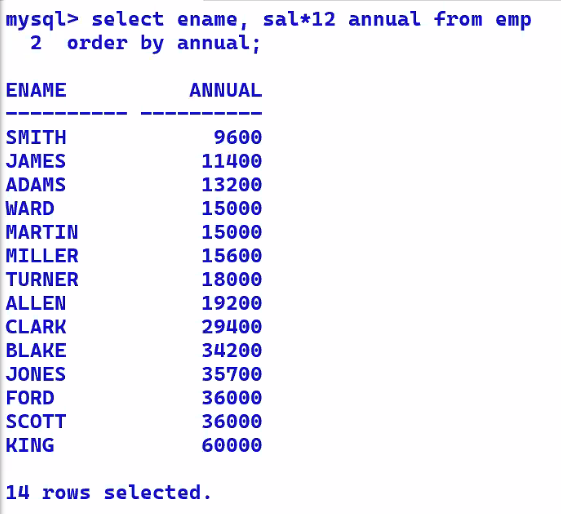 mysql> select ename, sal*12 annual from emp
  2  order by annual;
ENAME          ANNUAL
---------- ----------
SMITH            9600
JAMES           11400
ADAMS           13200
WARD            15000
MARTIN          15000
MILLER          15600
TURNER          18000
ALLEN           19200
CLARK           29400
BLAKE           34200
JONES           35700
FORD            36000
SCOTT           36000
KING            60000
14 rows selected.